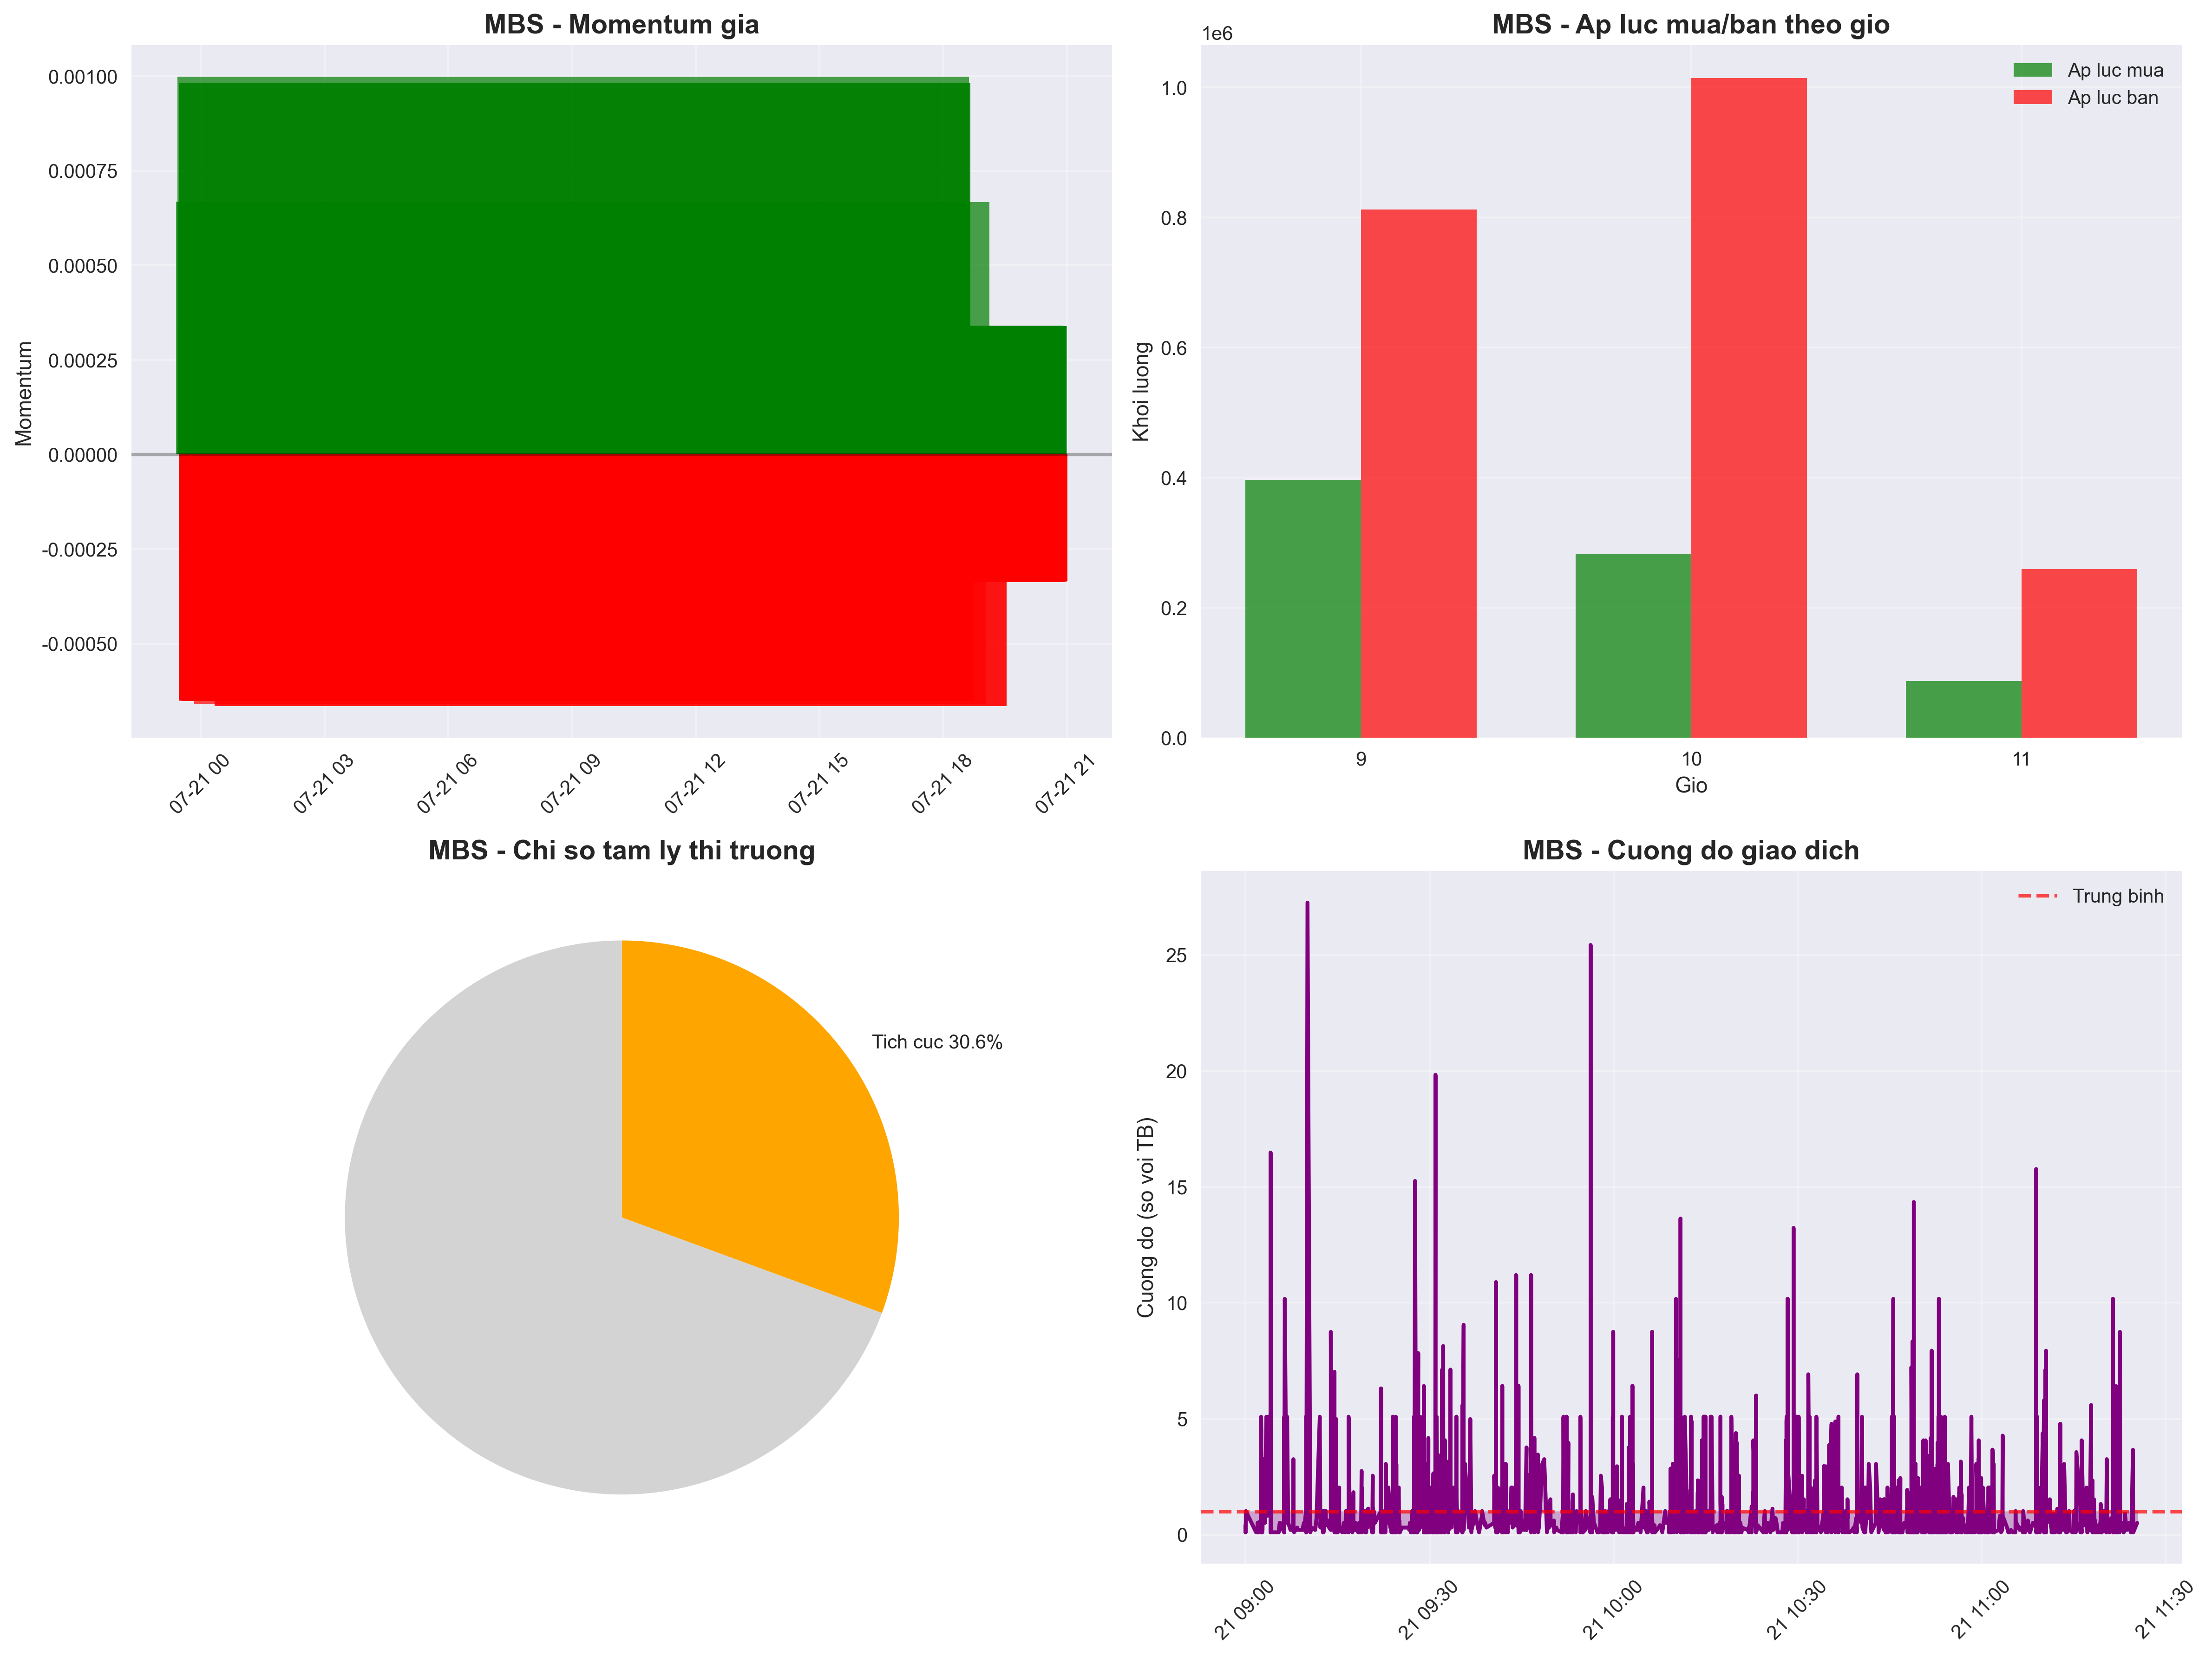 MBS - Momentum gia
0.00100
0.00075
0.00050
0.00025
0.00000
-0.00025
-0.00050
Momentum
07-21 00
07-21 03
07-21 06
07-21 09
07-21 12
07-21 15
07-21 18
07-21 21
MBS - Ap luc mua/ban theo gio
1e6
1.0
0.8
0.6
0.4
0.2
0.0
Khoi luong
Ap luc mua
Ap luc ban
9
10
11
Gio
MBS - Chi so tam ly thi truong
Tich cuc 30.6%
MBS - Cuong do giao dich
Trung binh
25
20
15
10
5
0
Cuong do (so voi TB)
21 09:00
21 09:30
21 10:00
21 10:30
21 11:00
21 11:30